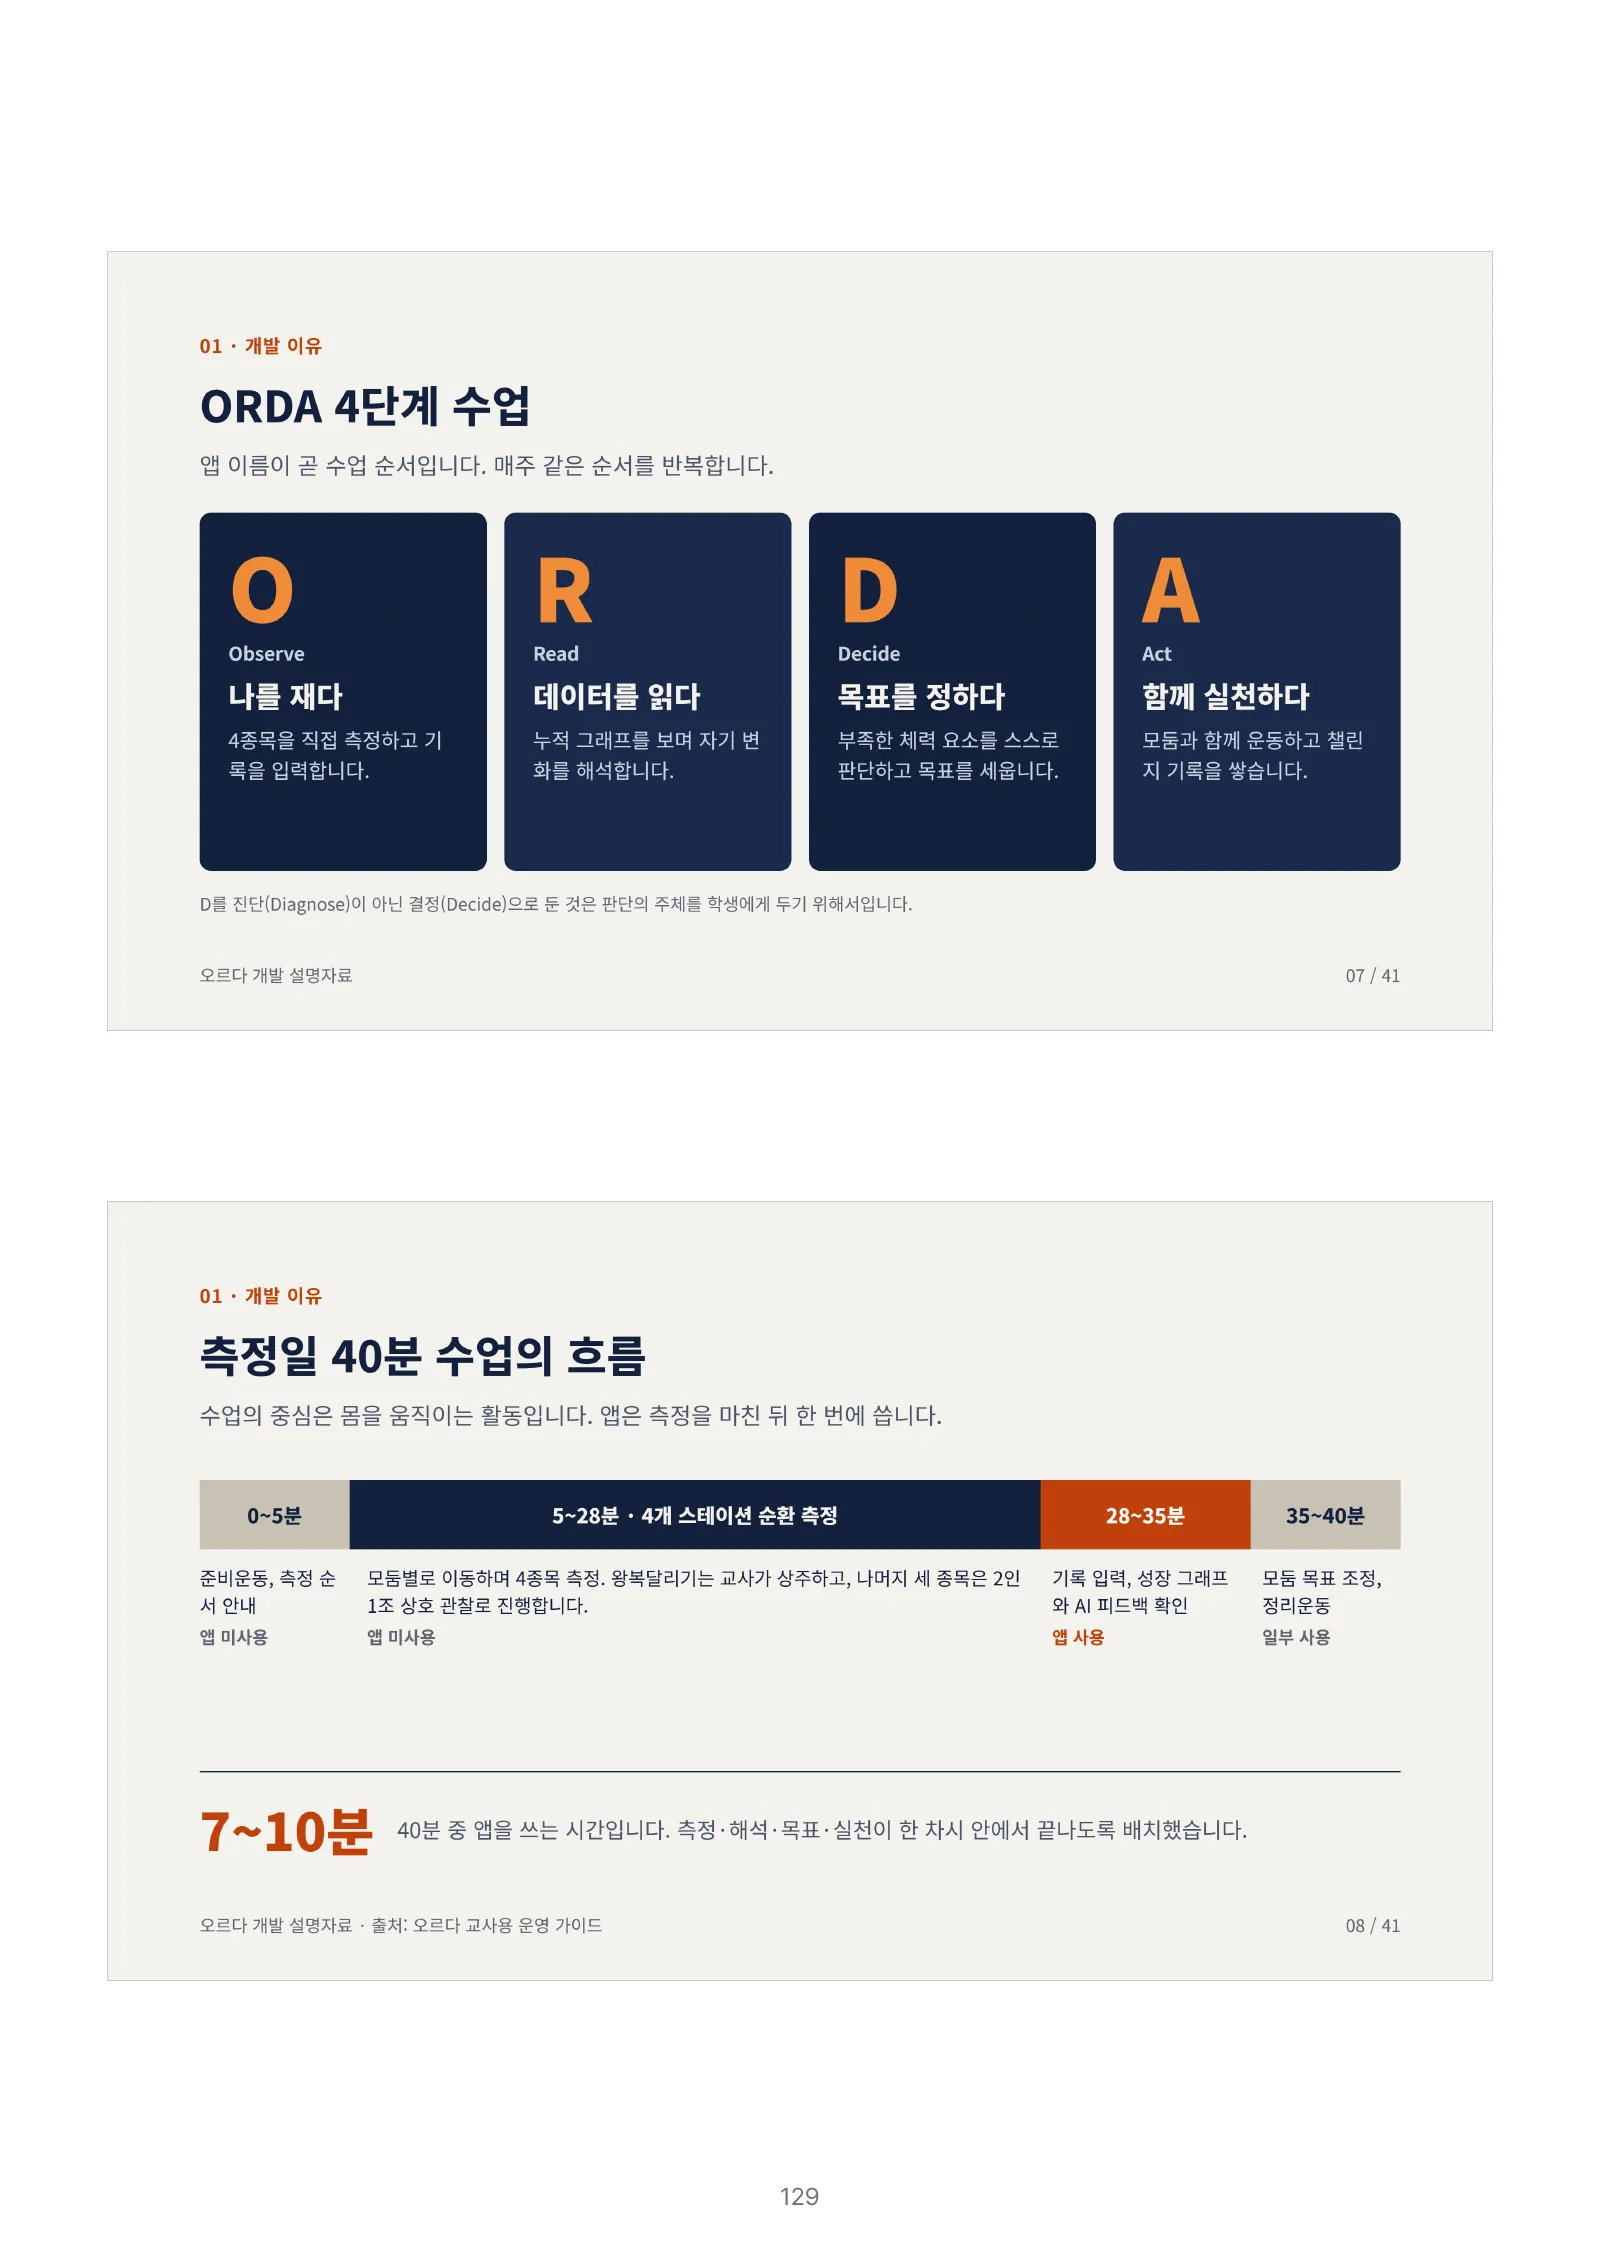 01 · 개발 이유
ORDA 4단계 수업
앱 이름이 곧 수업 순서입니다. 매주 같은 순서를 반복합니다.
O
Observe
나를 재다
4종목을 직접 측정하고 기
록을 입력합니다.
R
Read
데이터를 읽다
누적 그래프를 보며 자기 변
화를 해석합니다.
D
Decide
목표를 정하다
부족한 체력 요소를 스스로
판단하고 목표를 세웁니다.
A
Act
함께 실천하다
모둠과 함께 운동하고 챌린
지 기록을 쌓습니다.
D를 진단(Diagnose)이 아닌 결정(Decide)으로 둔 것은 판단의 주체를 학생에게 두기 위해서입니다.
오르다 개발 설명자료
07 / 41
01 · 개발 이유
측정일 40분 수업의 흐름
수업의 중심은 몸을 움직이는 활동입니다. 앱은 측정을 마친 뒤 한 번에 씁니다.
0~5분
준비운동, 측정 순
서 안내
앱 미사용
5~28분 · 4개 스테이션 순환 측정
모둠별로 이동하며 4종목 측정. 왕복달리기는 교사가 상주하고, 나머지 세 종목은 2인
1조 상호 관찰로 진행합니다.
앱 미사용
28~35분
기록 입력, 성장 그래프
와 AI 피드백 확인
앱 사용
35~40분
모둠 목표 조정,
정리운동
일부 사용
7~10분
40분 중 앱을 쓰는 시간입니다. 측정·해석·목표·실천이 한 차시 안에서 끝나도록 배치했습니다.
오르다 개발 설명자료 · 출처: 오르다 교사용 운영 가이드
08 / 41
129